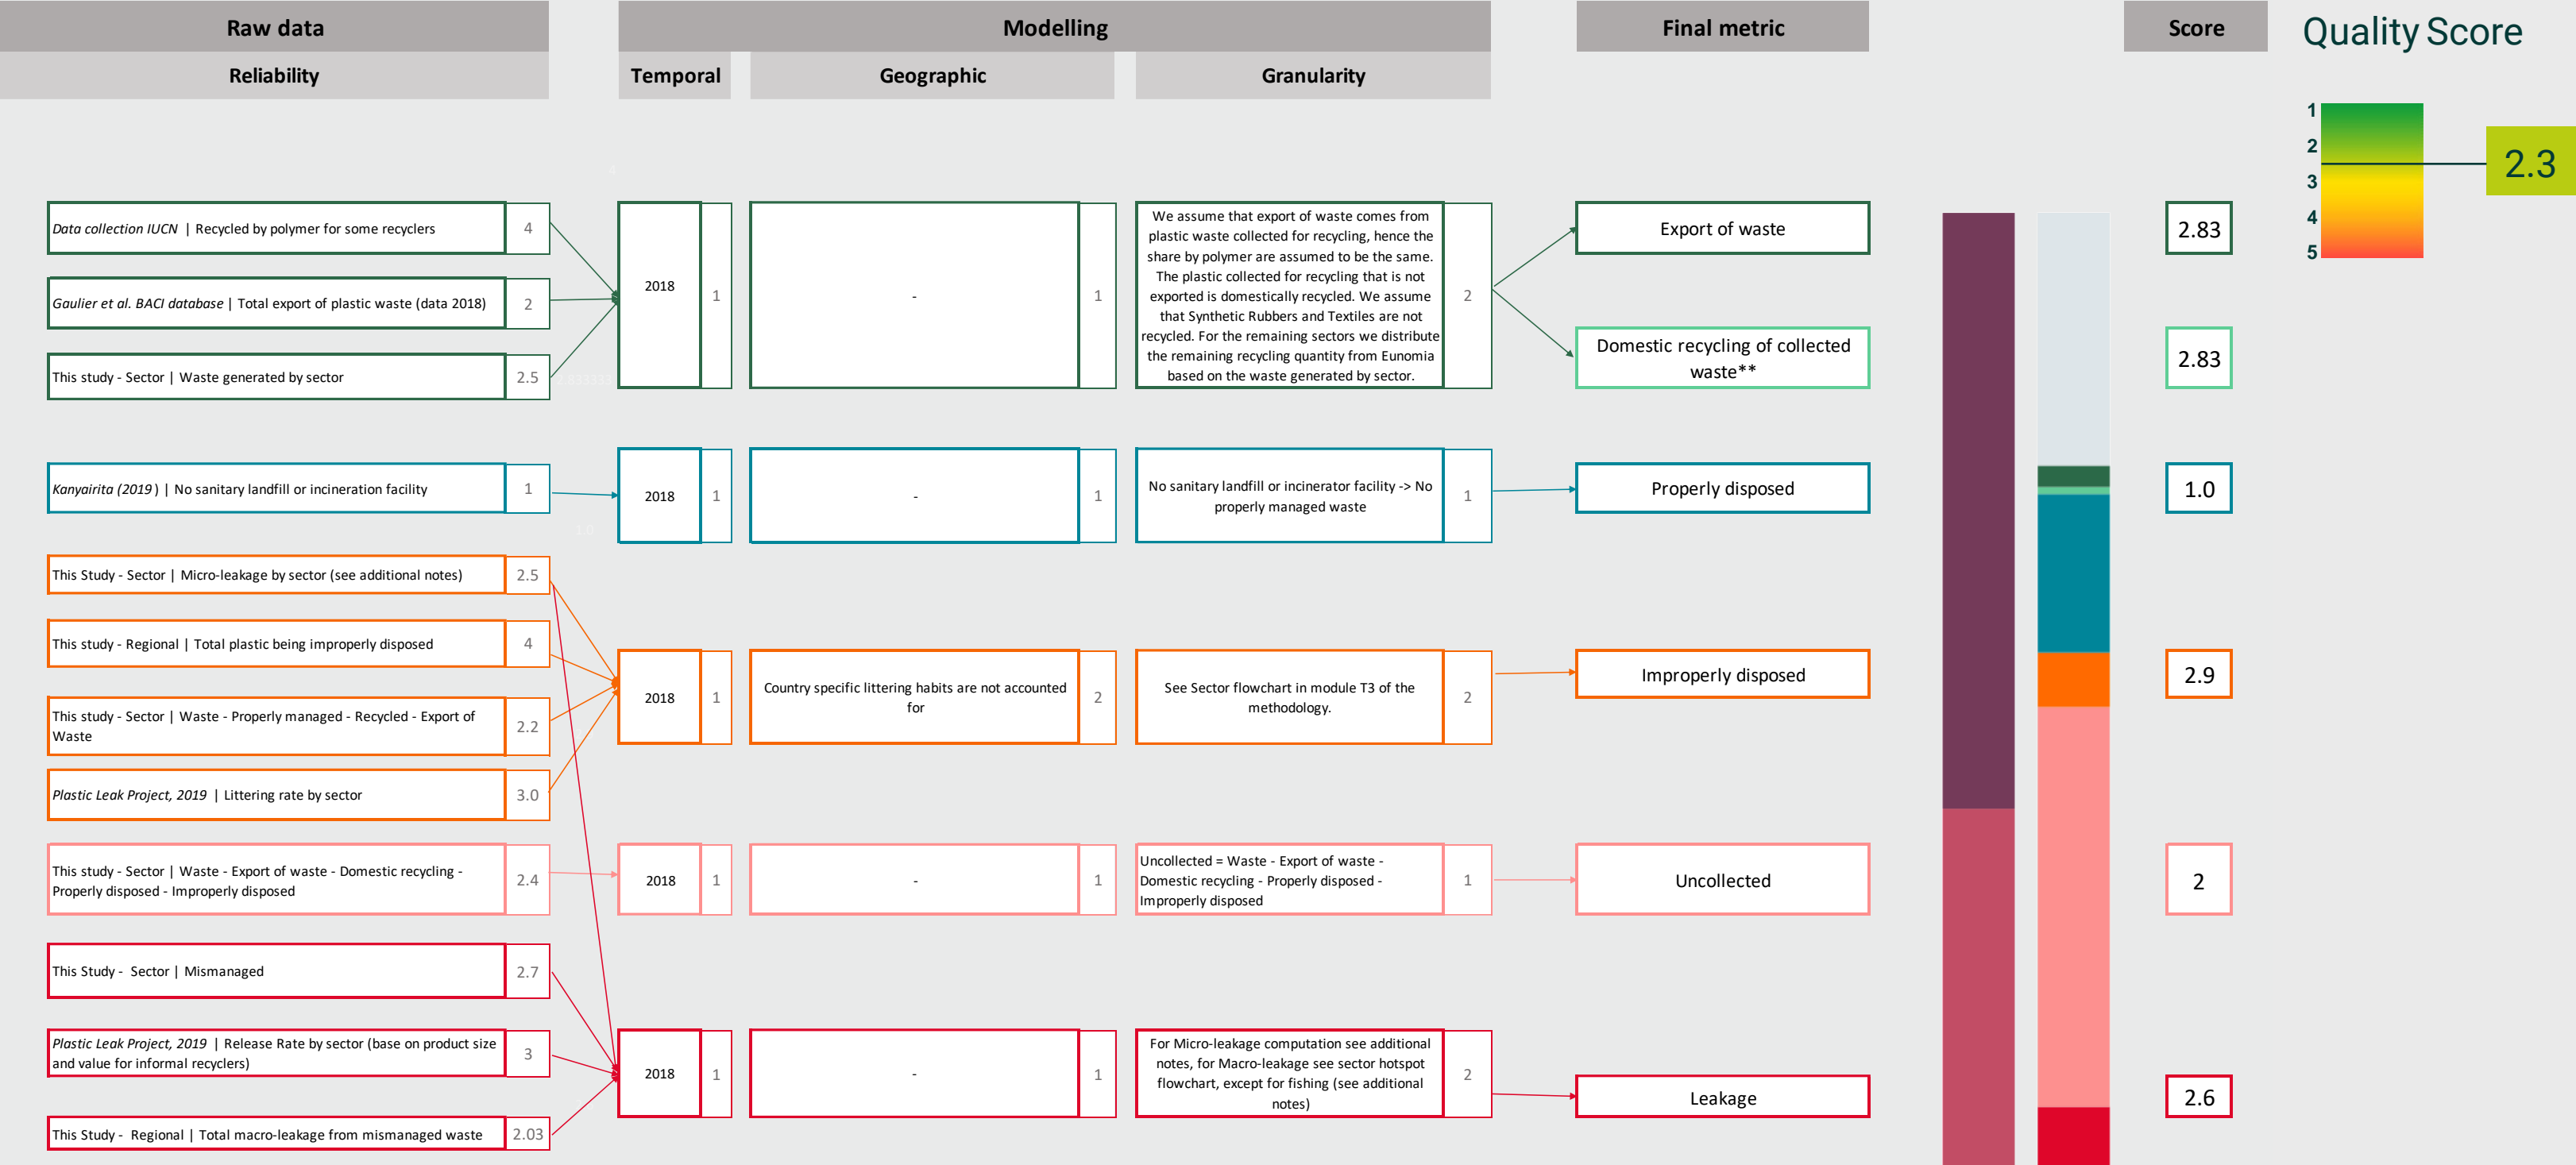 Raw data
Modelling
Final metric
Score
Quality Score
Reliability
Temporal
Geographic
Granularity
1
2
3
4
5
2.3
Data collection IUCN | Recycled by polymer for some recyclers
4
Gaulier et al. BACI database | Total export of plastic waste (data 2018)
2
This study - Sector | Waste generated by sector
2.5
2018
1
-
1
We assume that export of waste comes from
plastic waste collected for recycling, hence the
share by polymer are assumed to be the same.
The plastic collected for recycling that is not
exported is domestically recycled. We assume
that Synthetic Rubbers and Textiles are not
recycled. For the remaining sectors we distribute
the remaining recycling quantity from Eunomia
based on the waste generated by sector.
2
Export of waste
2.83
Domestic recycling of collected
waste**
2.83
Kanyairita (2019) | No sanitary landfill or incineration facility
1
2018
1
-
1
No sanitary landfill or incinerator facility -> No
properly managed waste
1
Properly disposed
1.0
1.0
This Study - Sector | Micro-leakage by sector (see additional notes)
2.5
This study - Regional | Total plastic being improperly disposed
4
This study - Sector | Waste - Properly managed - Recycled - Export of
Waste
2.2
Plastic Leak Project, 2019 | Littering rate by sector
3.0
2018
1
Country specific littering habits are not accounted
for
2
See Sector flowchart in module T3 of the
methodology.
2
Improperly disposed
2.9
This study - Sector | Waste - Export of waste - Domestic recycling -
Properly disposed - Improperly disposed
2.4
2018
1
-
1
Uncollected = Waste - Export of waste -
Domestic recycling - Properly disposed -
Improperly disposed
1
Uncollected
2
This Study - Sector | Mismanaged
2.7
Plastic Leak Project, 2019 | Release Rate by sector (base on product size
and value for informal recyclers)
3
This Study - Regional | Total macro-leakage from mismanaged waste
2.03
2018
1
-
1
For Micro-leakage computation see additional
notes, for Macro-leakage see sector hotspot
flowchart, except for fishing (see additional
notes)
2
Leakage
2.6